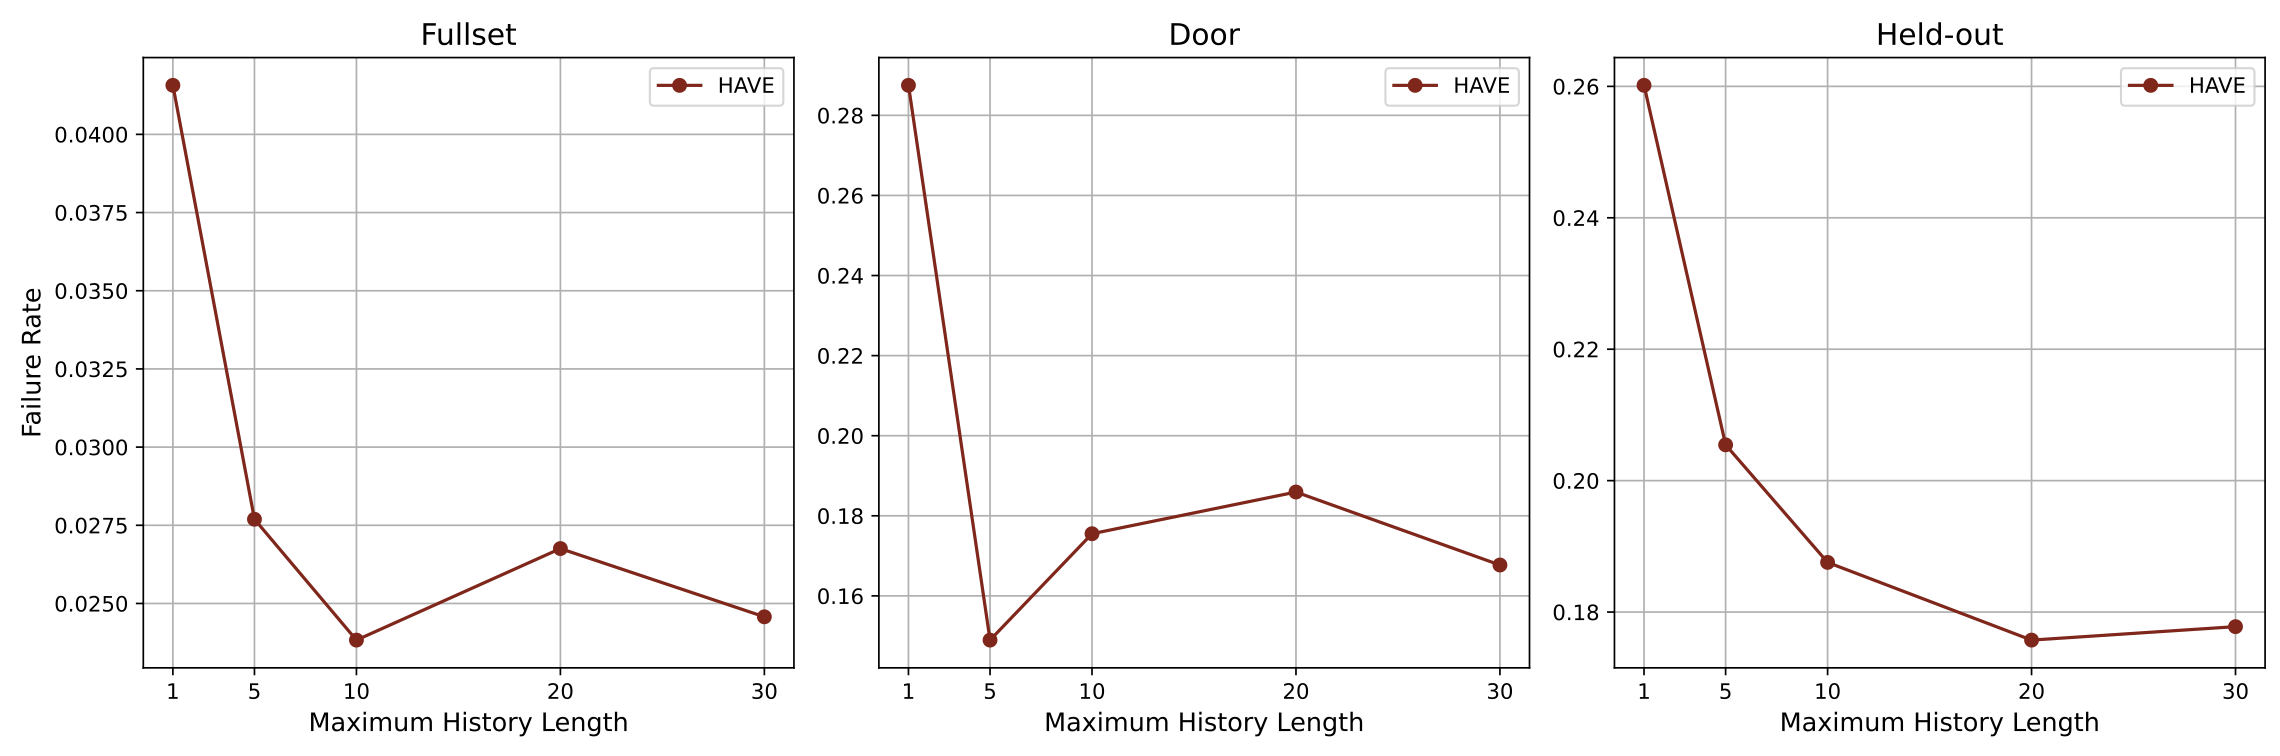 Fullset
HAVE
0.0400
0.0375
0.0350
0.0325
0.0300
0.0275
0.0250
Failure Rate
1 5 10 20 30
Maximum History Length
Door
HAVE
0.28
0.26
0.24
0.22
0.20
0.18
0.16
1 5 10 20 30
Maximum History Length
Held-out
HAVE
0.26
0.24
0.22
0.20
0.18
1 5 10 20 30
Maximum History Length